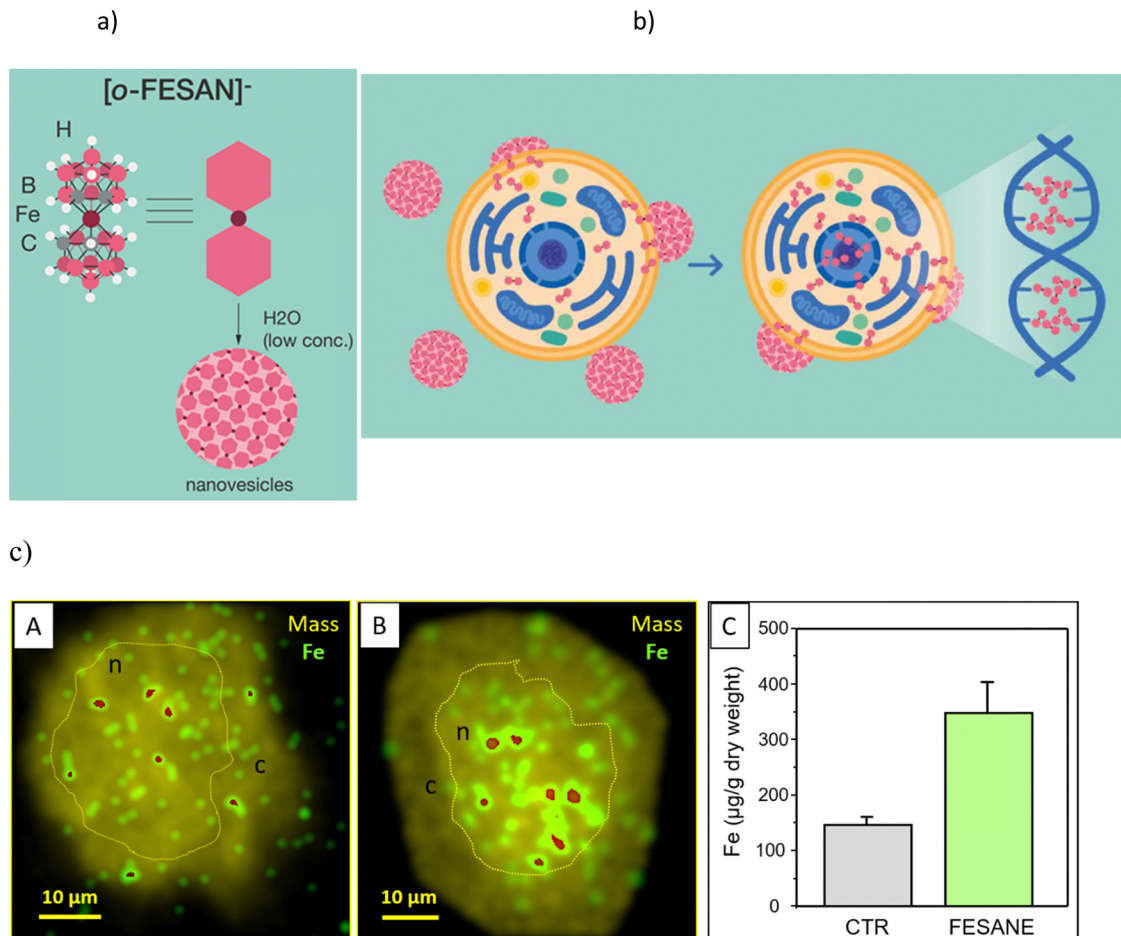 a)
b)
[o-FESAN]-
H
B
Fe
C
H2O
(low conc.)
nanovesicles
c)
A
Mass
Fe
n
c
10 µm
B
Mass
Fe
n
c
10 µm
C
Fe (µg/g dry weight)
500
400
300
200
100
0
CTR
FESANE